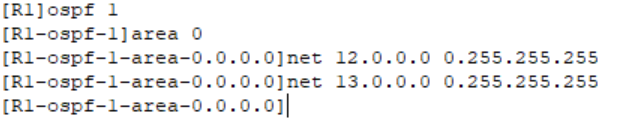 [R1]ospf 1
[R1-ospf-1]area 0
[R1-ospf-1-area-0.0.0.0]net 12.0.0.0 0.255.255.255
[R1-ospf-1-area-0.0.0.0]net 13.0.0.0 0.255.255.255
[R1-ospf-1-area-0.0.0.0]